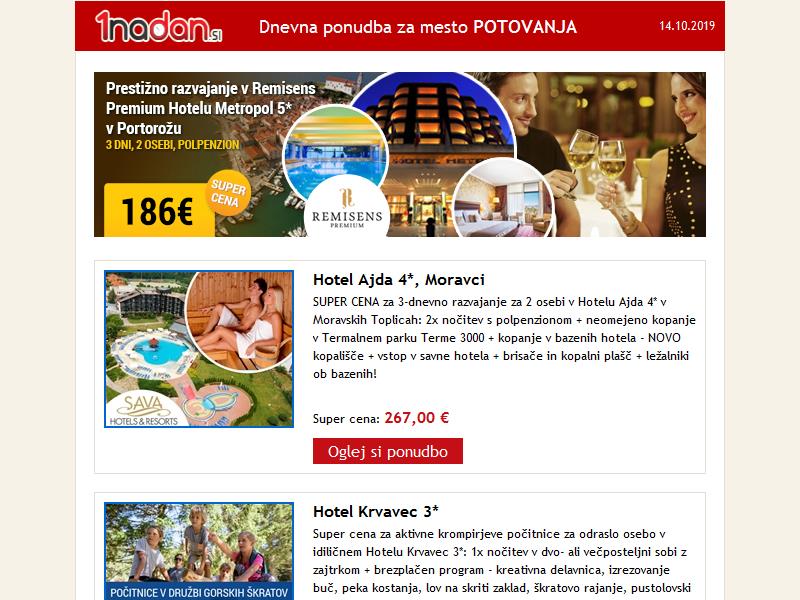 1nadan.si
Dnevna ponudba za mesto POTOVANJA
14.10.2019
Prestižno razvajanje v Remisens
Premium Hotelu Metropol 5*
v Portorožu
3 DNI, 2 OSEBI, POLPENZION
SUPER
CENA
186€
REMISENS
PREMIUM
Hotel Ajda 4*, Moravci
SUPER CENA za 3-dnevno razvajanje za 2 osebi v Hotelu Ajda 4* v
Moravskih Toplicah: 2x nočitev s polpenzionom + neomejeno kopanje
v Termalnem parku Terme 3000 + kopanje v bazenih hotela - NOVO
kopališče + vstop v savne hotela + brisače in kopalni plašč + ležalniki
ob bazenih!
SAVA
HOTELS & RESORTS
Super cena: 267,00 €
Oglej si ponudbo
Hotel Krvavec 3*
Super cena za aktivne krompirjeve počitnice za odraslo osebo v
idiličnem Hotelu Krvavec 3*: 1x nočitev v dvo- ali večposteljni sobi z
zajtrkom + brezplačen program - kreativna delavnica, izrezovanje
buč, peka kostanja, lov na skriti zaklad, škratovo rajanje, pustolovski
POČITNICE V DRUŽBI GORSKIH ŠKRATOV